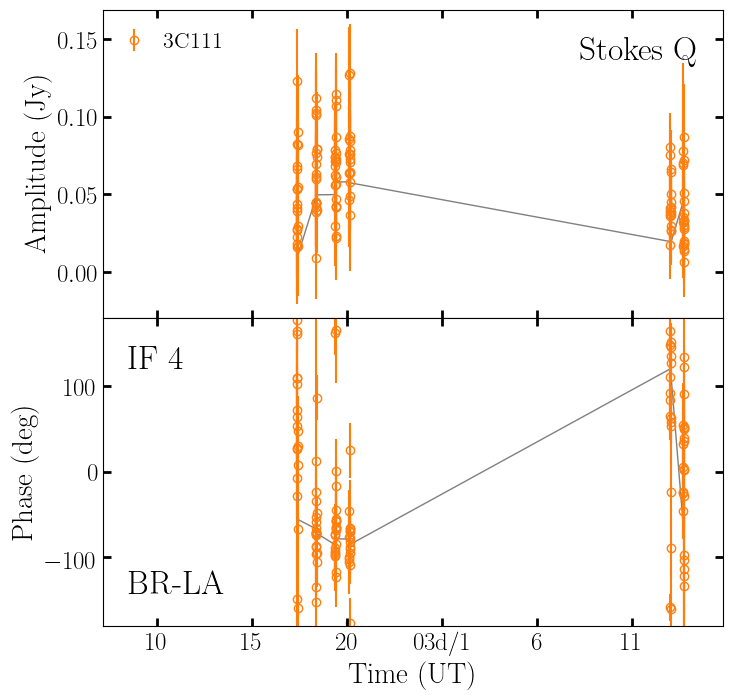 3C111
Stokes Q
0.15
0.10
0.05
0.00
Amplitude (Jy)
IF 4
100
0
−100
Phase (deg)
BR-LA
10 15 20 03d/1 6 11
Time (UT)